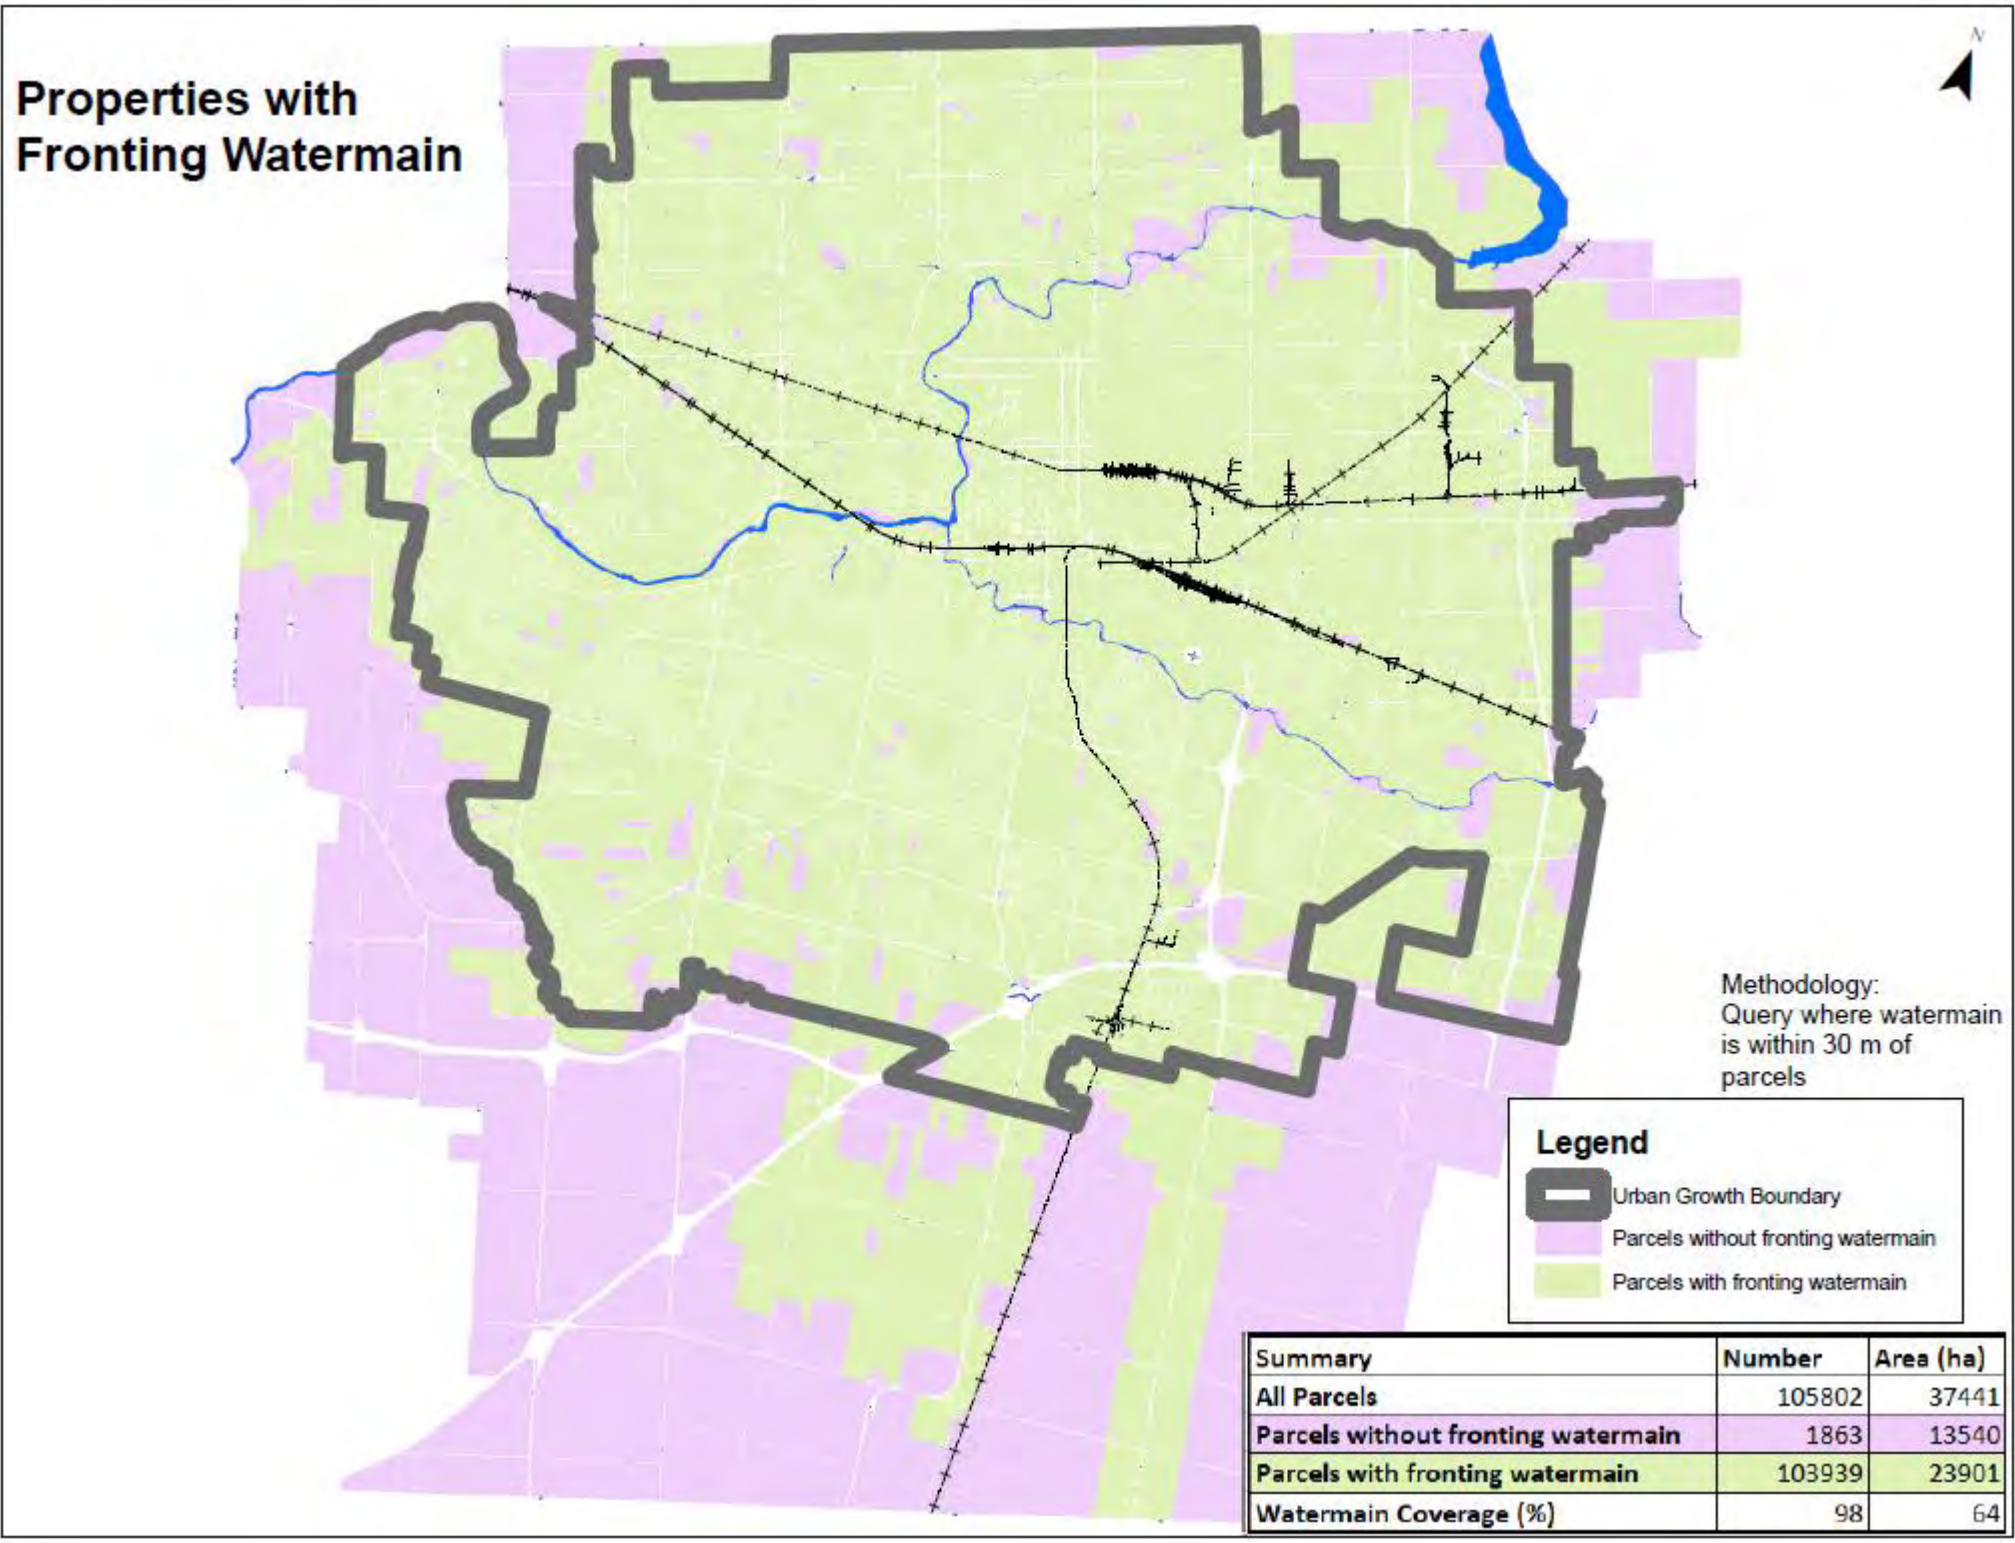 Properties with
Fronting Watermain
N
Methodology:
Query where watermain
is within 30 m of
parcels
Legend
Urban Growth Boundary
Parcels without fronting watermain
Parcels with fronting watermain
Summary Number Area (ha)
All Parcels 105802 37441
Parcels without fronting watermain 1863 13540
Parcels with fronting watermain 103939 23901
Watermain Coverage (%) 98 64